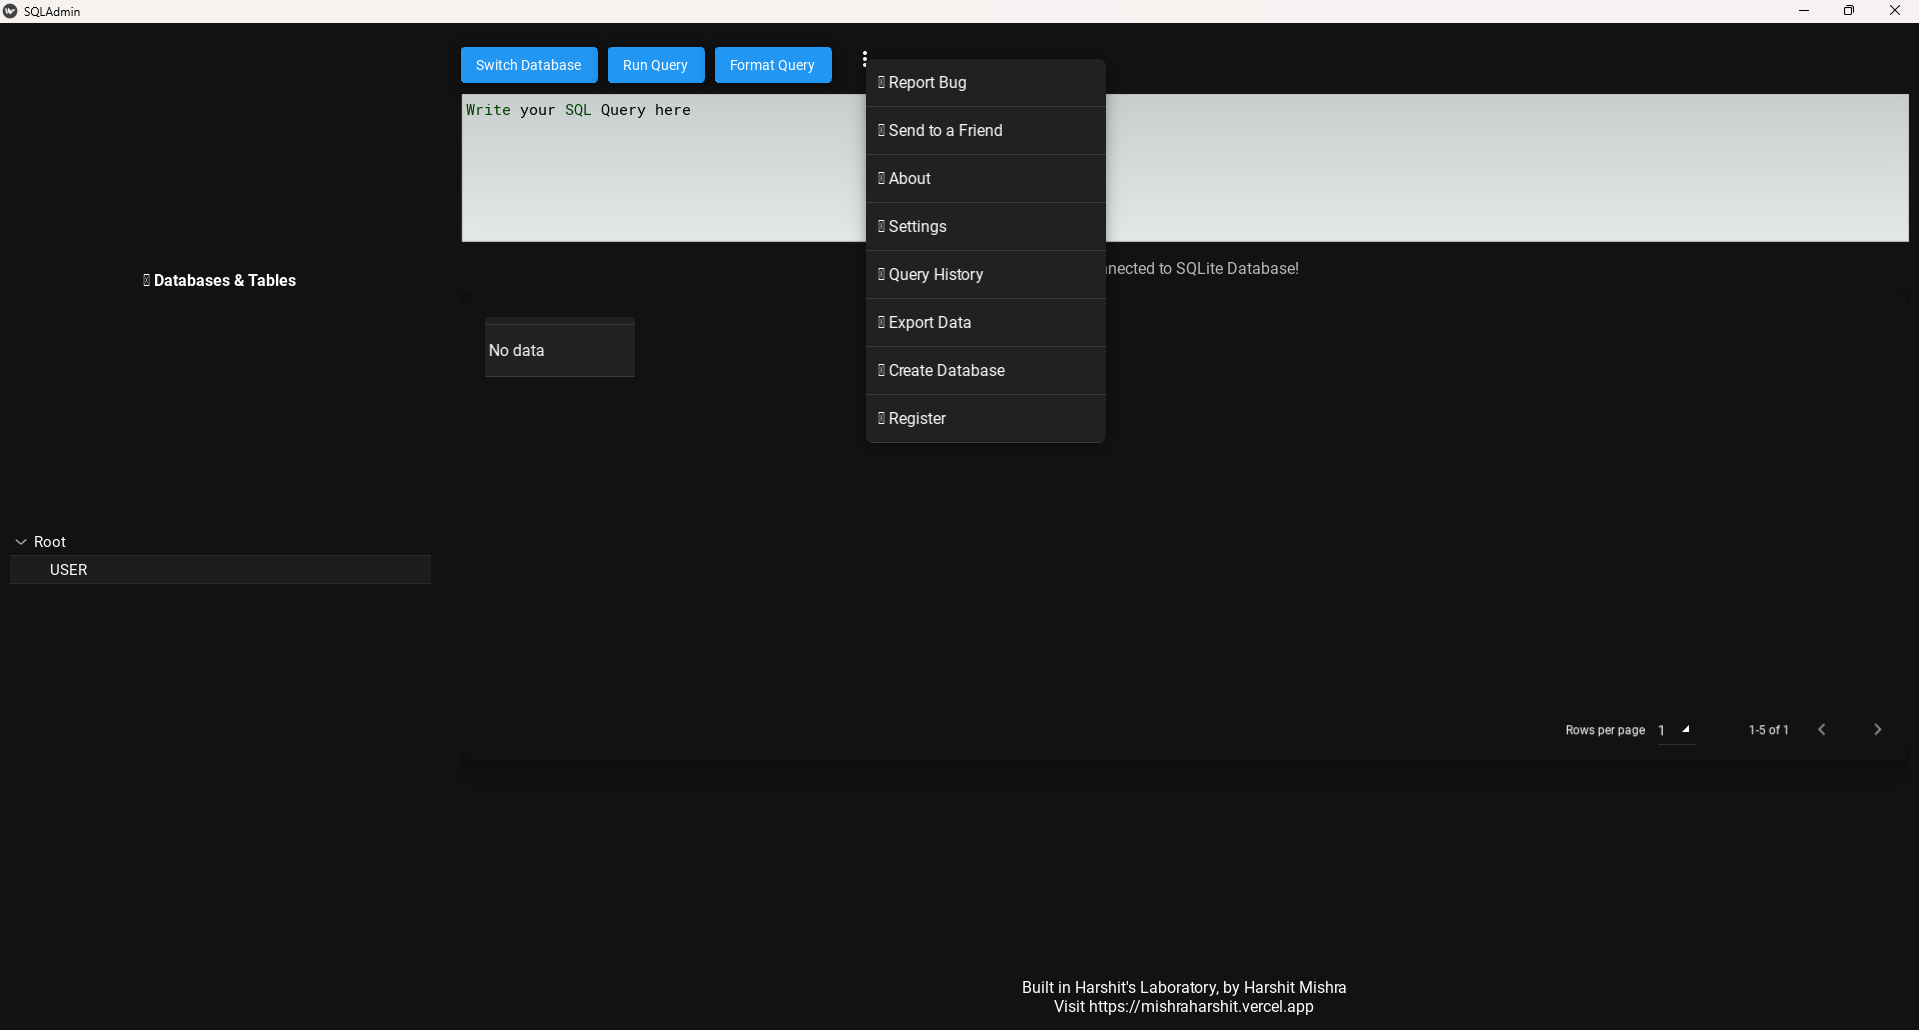 SQLAdmin
Switch Database
Run Query
Format Query
Write your SQL Query here
Report Bug
Send to a Friend
About
Settings
Query History
Export Data
Create Database
Register
to SQLite Database!
Databases & Tables
No data
Root
USER
Rows per page 1
1-5 of 1
Built in Harshit's Laboratory, by Harshit Mishra
Visit https://mishraharshit.vercel.app